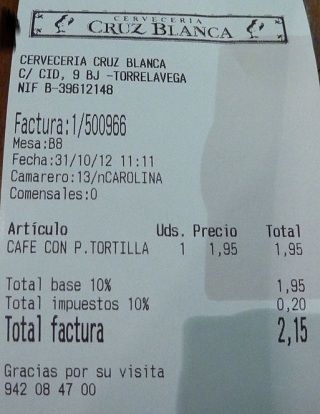 CERVECERIA
CRUZ BLANCA
CERVECERIA CRUZ BLANCA
C/ CID, 9 BJ -TORRELAVEGA
NIF B-39612148
Factura:1/500966
Mesa:B8
Fecha:31/10/12 11:11
Camarero:13/nCAROLINA
Comensales:0
Artículo Uds. Precio Total
CAFE CON P.TORTILLA 1 1,95 1,95
Total base 10% 1,95
Total impuestos 10% 0,20
Total factura 2,15
Gracias por su visita
942 08 47 00